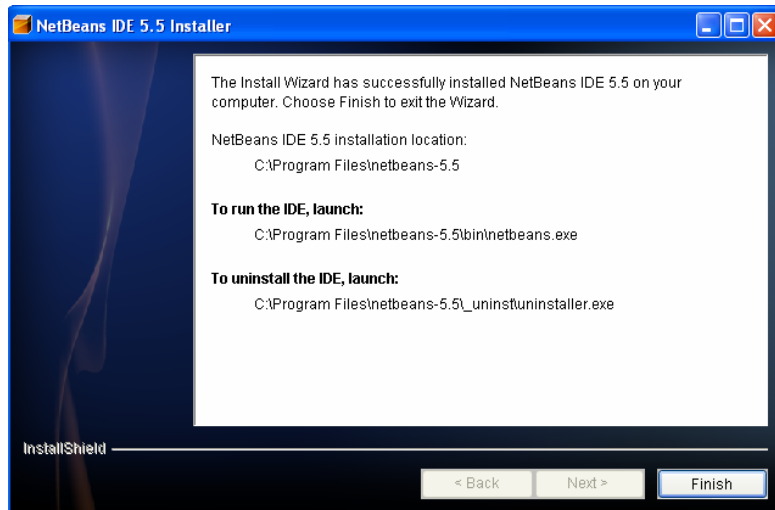 NetBeans IDE 5.5 Installer
The Install Wizard has successfully installed NetBeans IDE 5.5 on your
computer. Choose Finish to exit the Wizard.
NetBeans IDE 5.5 installation location:
C:\Program Files\netbeans-5.5
To run the IDE, launch:
C:\Program Files\netbeans-5.5\bin\netbeans.exe
To uninstall the IDE, launch:
C:\Program Files\netbeans-5.5\_uninst\uninstaller.exe
InstallShield
< Back
Next >
Finish